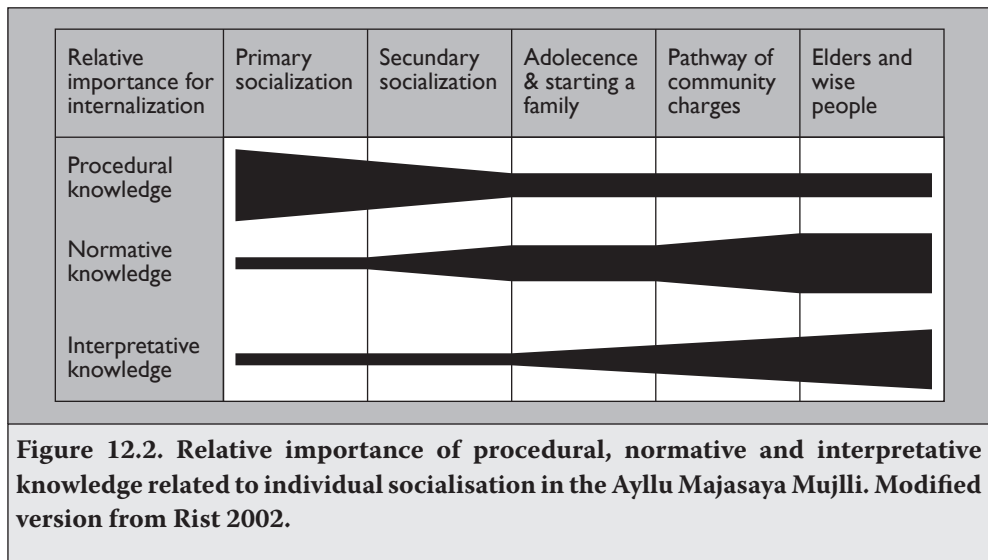 Relative
importance for
internalization
Primary
socialization
Secundary
socialization
Adolecence
& starting a
family
Pathway of
community
charges
Elders and
wise
people
Procedural
knowledge
Normative
knowledge
Interpretative
knowledge
Figure 12.2. Relative importance of procedural, normative and interpretative
knowledge related to individual socialisation in the Ayllu Majasaya Mujlli. Modified
version from Rist 2002.